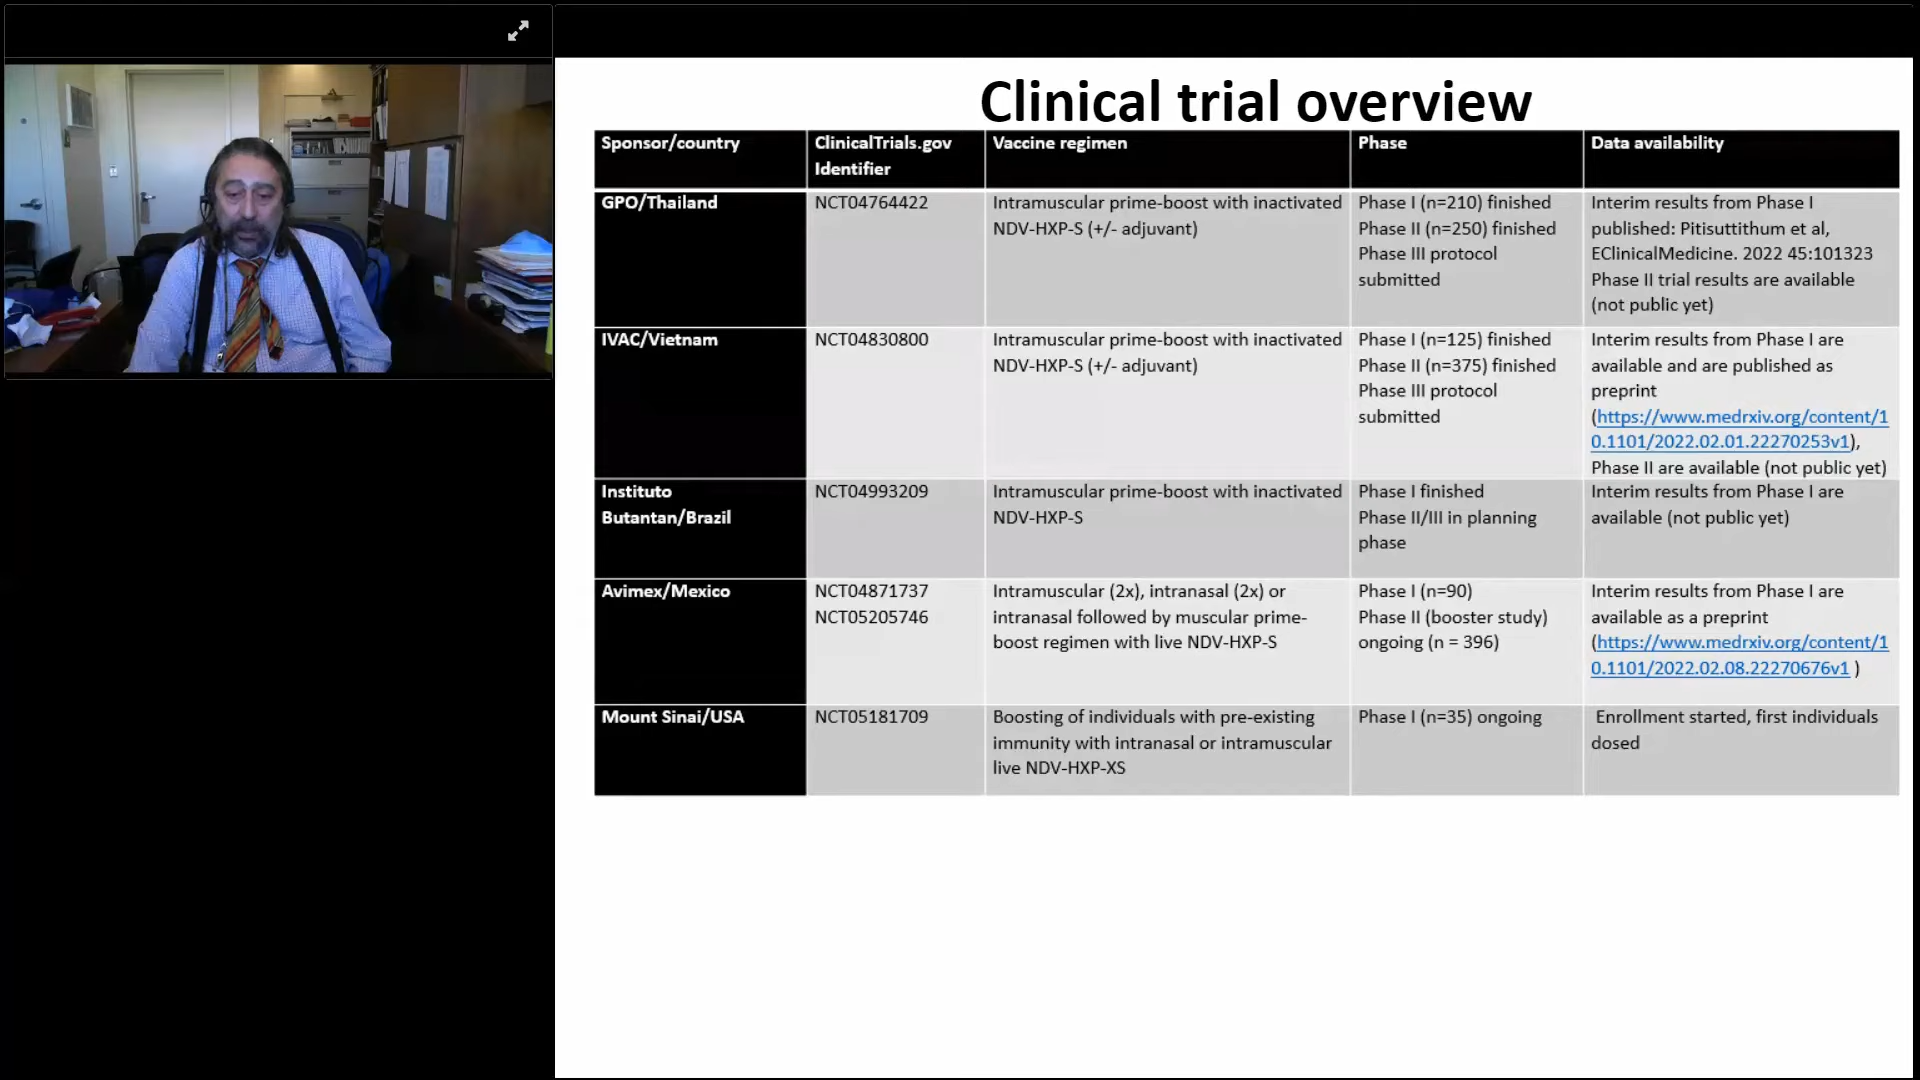 Clinical trial overview
Sponsor/country
ClinicalTrials.gov
Identifier
Vaccine regimen
Phase
Data availability
GPO/Thailand
NCT04764422
Intramuscular prime-boost with inactivated
NDV-HXP-S (+/- adjuvant)
Phase I (n=210) finished
Phase II (n=250) finished
Phase III protocol
submitted
Interim results from Phase I
published: Pitisuttithum et al,
EClinicalMedicine. 2022 45:101323
Phase II trial results are available
(not public yet)
IVAC/Vietnam
NCT04830800
Intramuscular prime-boost with inactivated
NDV-HXP-S (+/- adjuvant)
Phase I (n=125) finished
Phase II (n=375) finished
Phase III protocol
submitted
Interim results from Phase I are
available and are published as
preprint
(https://www.medrxiv.org/content/1
0.1101/2022.02.01.22270253v1),
Phase II are available (not public yet)
Instituto
Butantan/Brazil
NCT04993209
Intramuscular prime-boost with inactivated
NDV-HXP-S
Phase I finished
Phase II/III in planning
phase
Interim results from Phase I are
available (not public yet)
Avimex/Mexico
NCT04871737
NCT05205746
Intramuscular (2x), intranasal (2x) or
intranasal followed by muscular prime-
boost regimen with live NDV-HXP-S
Phase I (n=90)
Phase II (booster study)
ongoing (n = 396)
Interim results from Phase I are
available as a preprint
(https://www.medrxiv.org/content/1
0.1101/2022.02.08.22270676v1 )
Mount Sinai/USA
NCT05181709
Boosting of individuals with pre-existing
immunity with intranasal or intramuscular
live NDV-HXP-XS
Phase I (n=35) ongoing
Enrollment started, first individuals
dosed